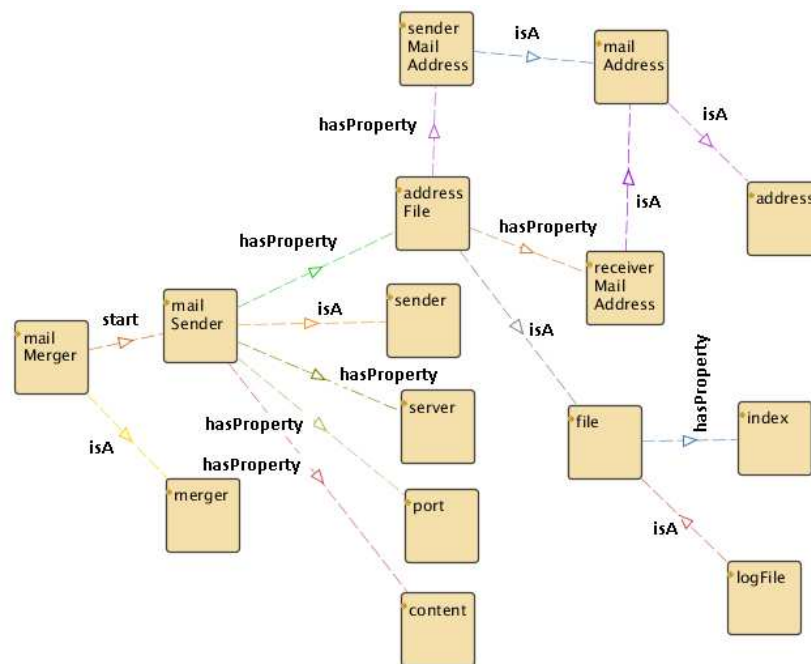 sender
Mail
Address
isA
mail
Address
isA
hasProperty
address
address
File
isA
hasProperty
receiver
Mail
Address
hasProperty
mail
Sender
isA
sender
isA
start
mail
Merger
hasProperty
server
hasProperty
index
file
hasProperty
hasProperty
isA
merger
port
isA
logFile
content